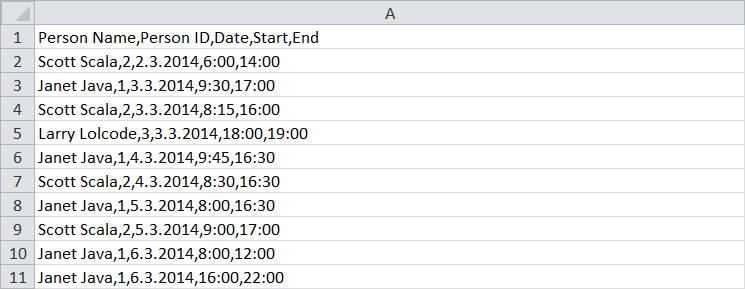 A
1 Person Name,Person ID,Date,Start,End
2 Scott Scala,2,2.3.2014,6:00,14:00
3 Janet Java,1,3.3.2014,9:30,17:00
4 Scott Scala,2,3.3.2014,8:15,16:00
5 Larry Lolcode,3,3.3.2014,18:00,19:00
6 Janet Java,1,4.3.2014,9:45,16:30
7 Scott Scala,2,4.3.2014,8:30,16:30
8 Janet Java,1,5.3.2014,8:00,16:30
9 Scott Scala,2,5.3.2014,9:00,17:00
10 Janet Java,1,6.3.2014,8:00,12:00
11 Janet Java,1,6.3.2014,16:00,22:00